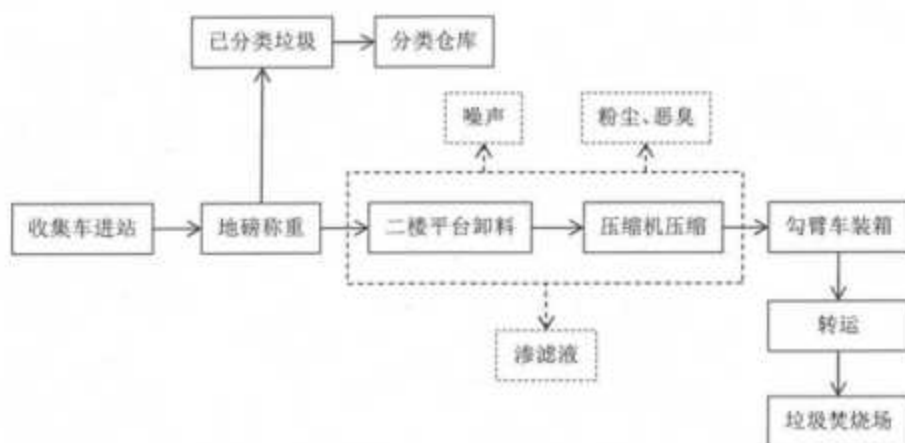 已分类垃圾
分类仓库
噪声
粉尘、恶臭
收集车进站
地磅称重
二楼平台卸料
压缩机压缩
勾臂车装箱
渗滤液
转运
垃圾焚烧场